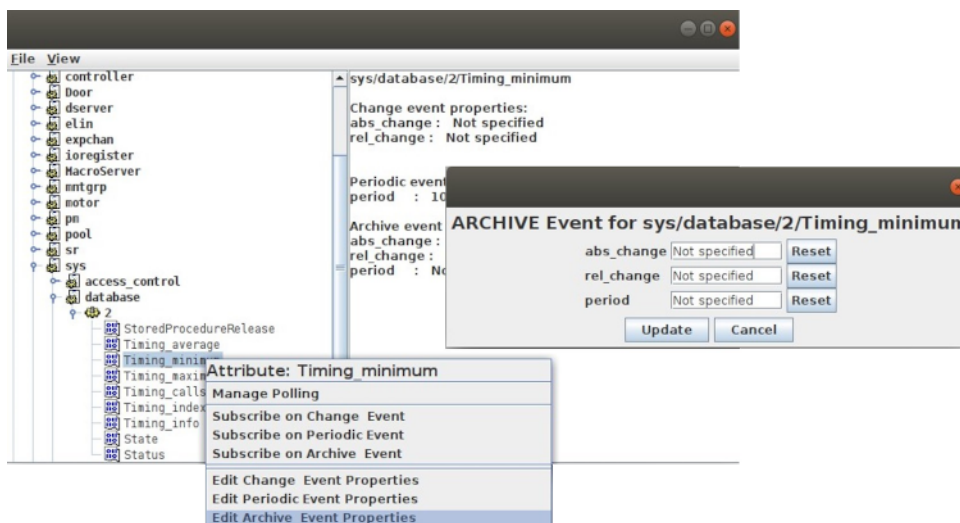 File View
controller
Door
dserver
elin
expchan
ioregister
MacroServer
mntgrp
motor
pm
pool
sr
sys
access_control
database
2
StoredProcedureRelease
Timing_average
Timing_minimum
Timing_maxim
Timing_calls
Timing_index
Timing_info
State
Status
sys/database/2/Timing_minimum
Change event properties:
abs_change : Not specified
rel_change : Not specified
Periodic event
period : 10
Archive event
abs_change :
rel_change :
period : No
Attribute: Timing_minimum
Manage Polling
Subscribe on Change Event
Subscribe on Periodic Event
Subscribe on Archive Event
Edit Change Event Properties
Edit Periodic Event Properties
Edit Archive Event Properties
ARCHIVE Event for sys/database/2/Timing_minimum
abs_change Not specified Reset
rel_change Not specified Reset
period Not specified Reset
Update Cancel